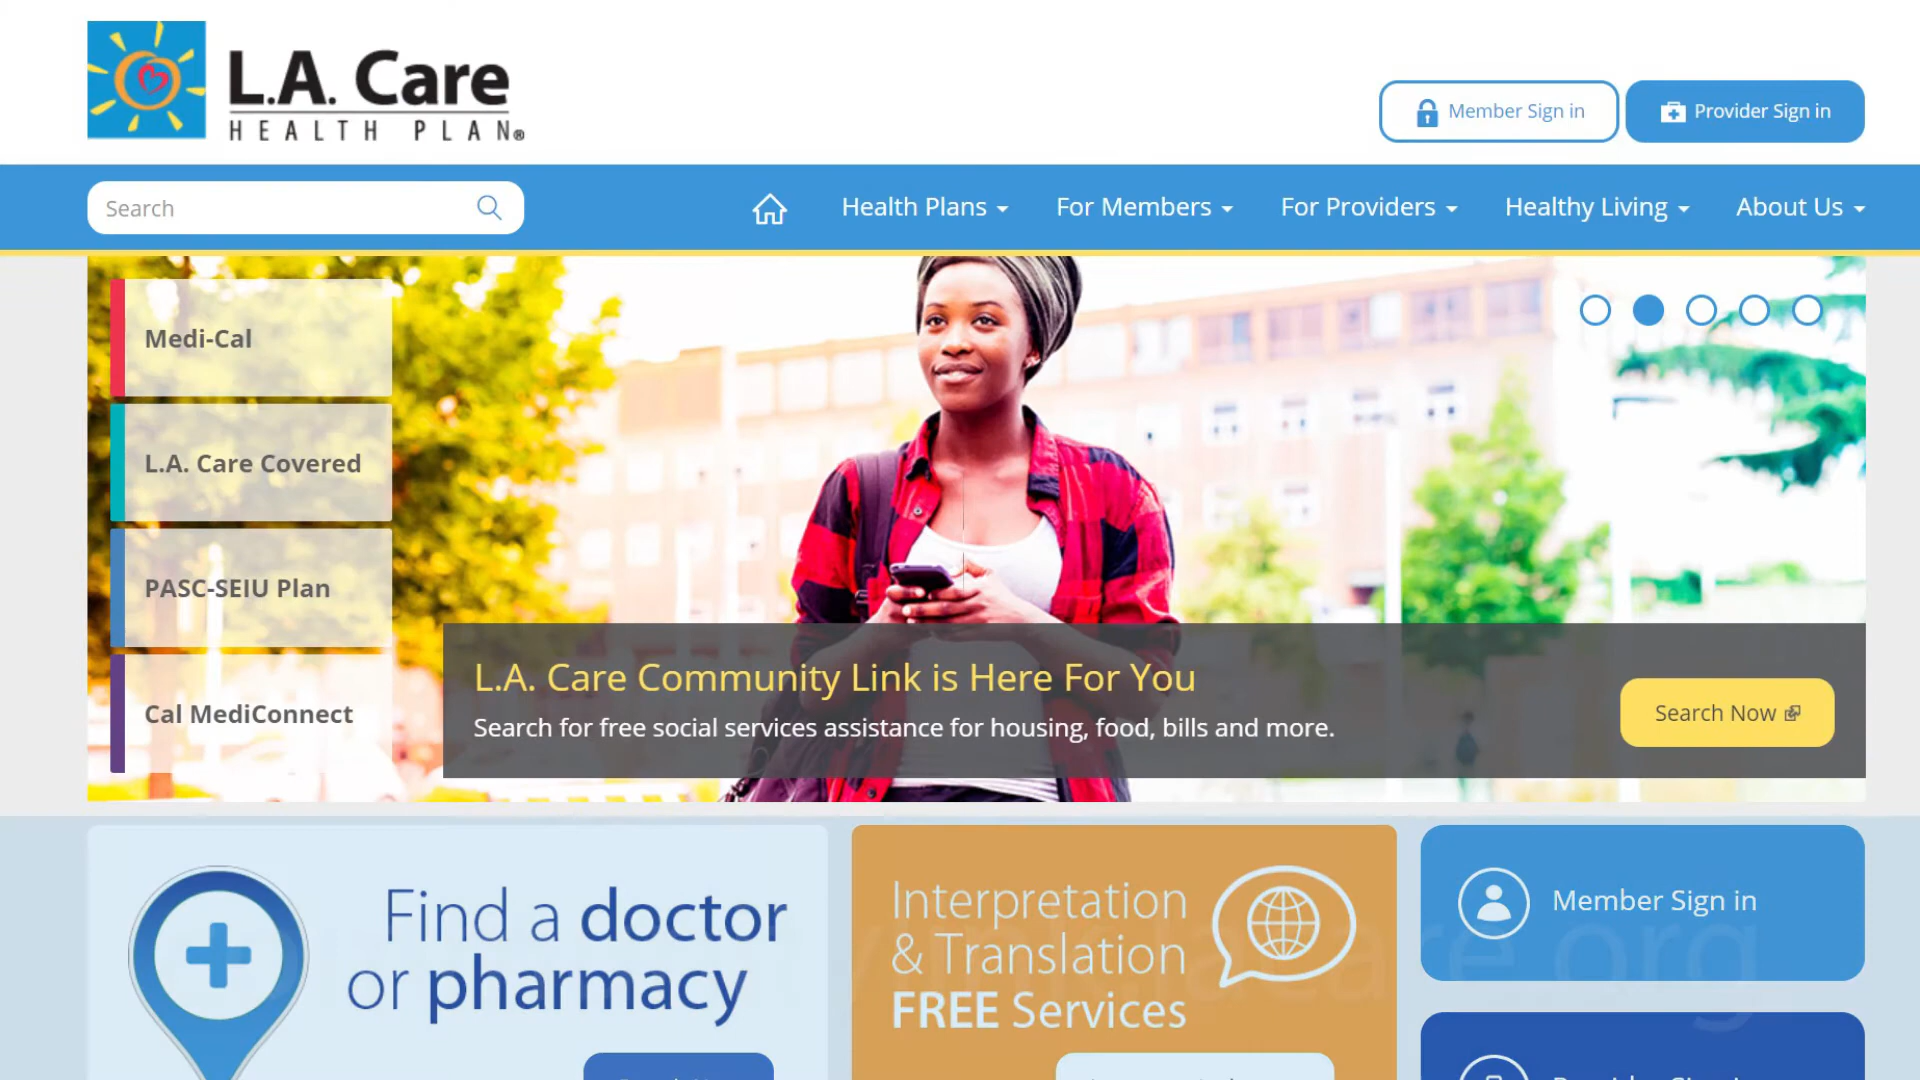 L.A. Care
HEALTH PLAN®
Member Sign in
Provider Sign in
Search
Health Plans
For Members
For Providers
Healthy Living
About Us
Medi-Cal
L.A. Care Covered
PASC-SEIU Plan
Cal MediConnect
L.A. Care Community Link is Here For You
Search for free social services assistance for housing, food, bills and more.
Search Now
Find a doctor
or pharmacy
Interpretation
& Translation
FREE Services
Member Sign in